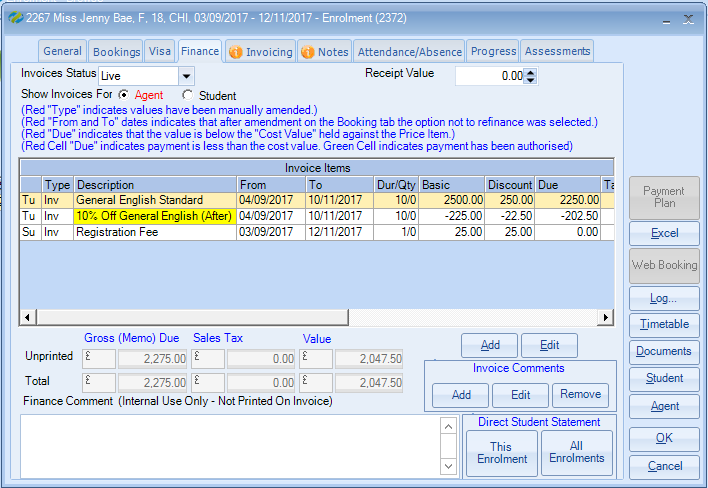 2267 Miss Jenny Bae, F, 18, CHI, 03/09/2017 - 12/11/2017 - Enrolment (2372)
General Bookings Visa Finance Invoicing Notes Attendance/Absence Progress Assessments
Invoices Status Live Receipt Value 0.00
Show Invoices For Agent Student
(Red "Type" indicates values have been manually amended.)
(Red "From and To" dates indicates that after amendment on the Booking tab the option not to refinance was selected.)
(Red "Due" indicates that the value is below the "Cost Value" held against the Price Item.)
(Red Cell "Due" indicates payment is less than the cost value. Green Cell indicates payment has been authorised)
Invoice Items
Type Description From To Dur/Qty Basic Discount Due Ta
Tu Inv General English Standard 04/09/2017 10/11/2017 10/0 2500.00 250.00 2250.00
Tu Inv 10% Off General English (After) 04/09/2017 10/11/2017 10/0 -225.00 -22.50 -202.50
Su Inv Registration Fee 03/09/2017 12/11/2017 1/0 25.00 25.00 0.00
Gross (Memo) Due Sales Tax Value
Unprinted £ 2,275.00 £ 0.00 £ 2,047.50
Total £ 2,275.00 £ 0.00 £ 2,047.50
Finance Comment (Internal Use Only - Not Printed On Invoice)
Add Edit
Invoice Comments
Add Edit Remove
Direct Student Statement
This Enrolment
All Enrolments
Payment Plan
Excel
Web Booking
Log...
Timetable
Documents
Student
Agent
OK
Cancel